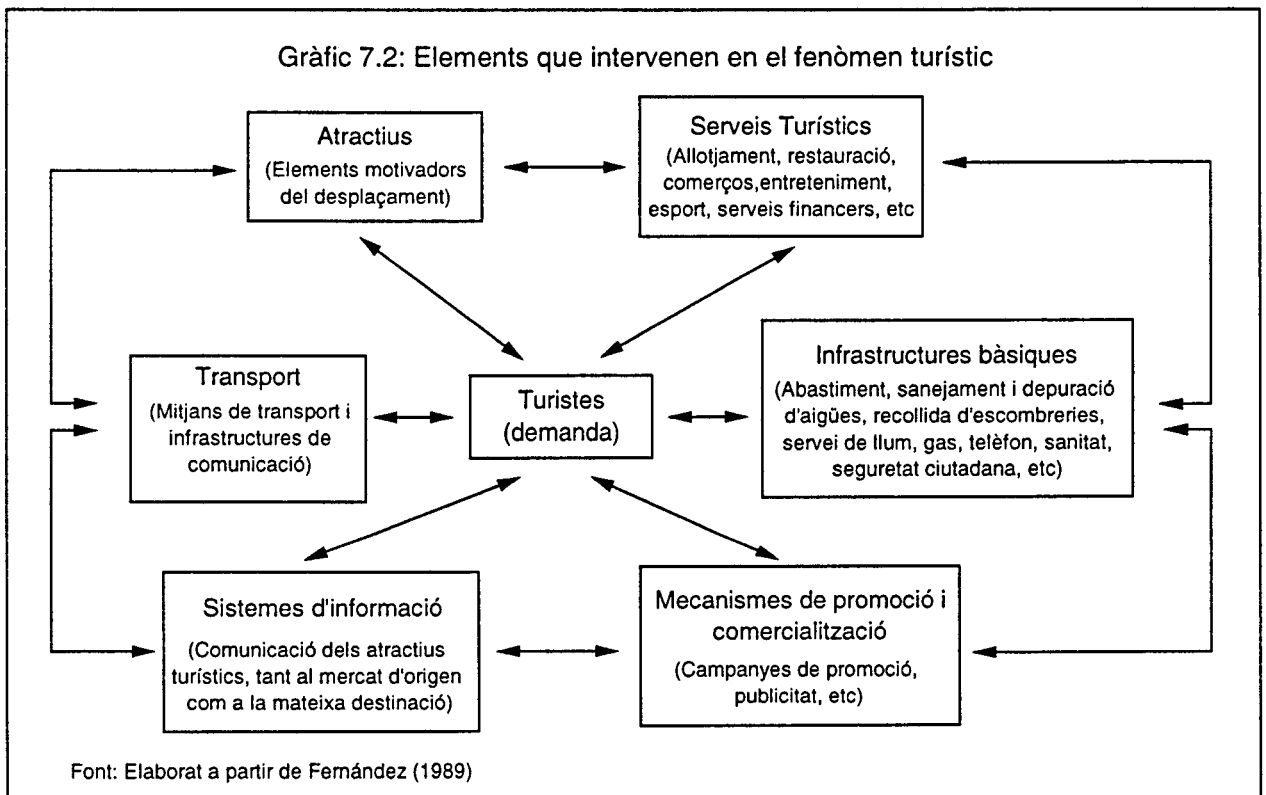 Gràfic 7.2: Elements que intervenen en el fenòmen turístic
Atractius
(Elements motivadors
del desplaçament)
Serveis Turístics
(Allotjament, restauració,
comerços,entreteniment,
esport, serveis financers, etc
Transport
(Mitjans de transport i
infrastructures de
comunicació)
Turistes
(demanda)
Infrastructures bàsiques
(Abastiment, sanejament i depuració
d'aigües, recollida d'escombreries,
servei de llum, gas, telèfon, sanitat,
seguretat ciutadana, etc)
Sistemes d'informació
(Comunicació dels atractius
turístics, tant al mercat d'origen
com a la mateixa destinació)
Mecanismes de promoció i
comercialització
(Campanyes de promoció,
publicitat, etc)
Font: Elaborat a partir de Fernández (1989)